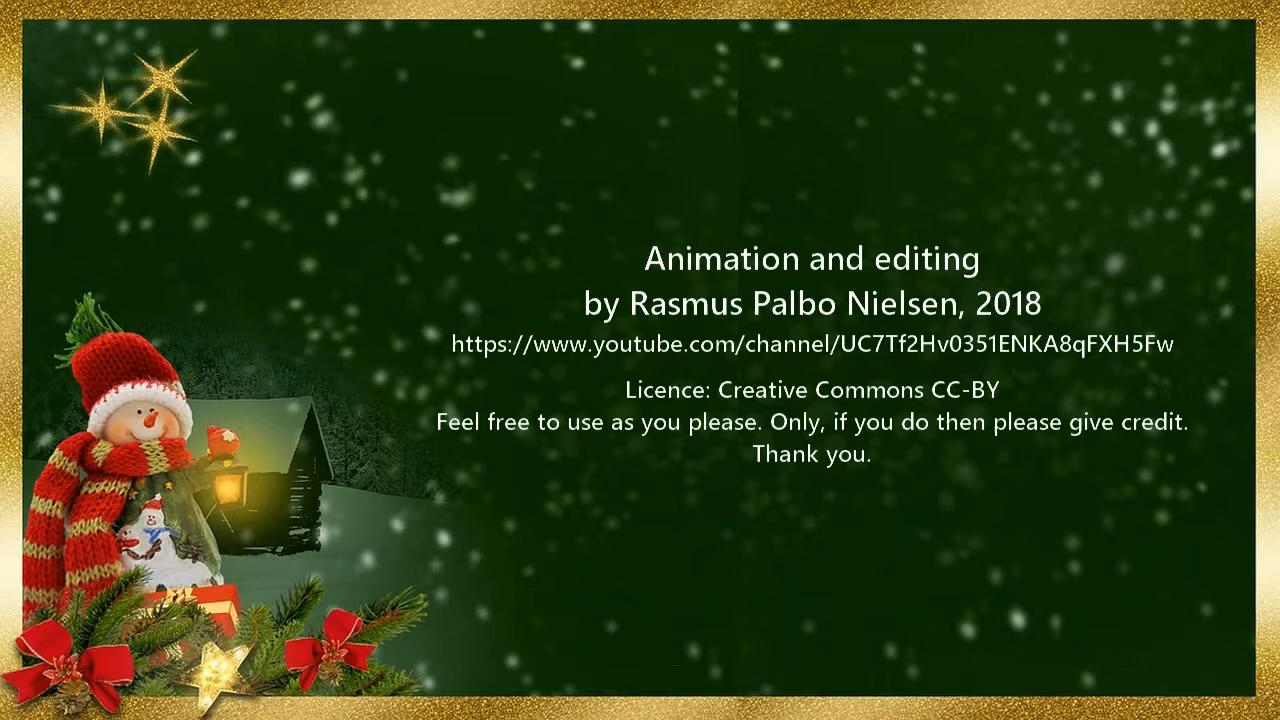 Animation and editing
by Rasmus Palbo Nielsen, 2018
https://www.youtube.com/channel/UC7Tf2Hv0351ENKA8qFXH5Fw
Licence: Creative Commons CC-BY
Feel free to use as you please. Only, if you do then please give credit.
Thank you.